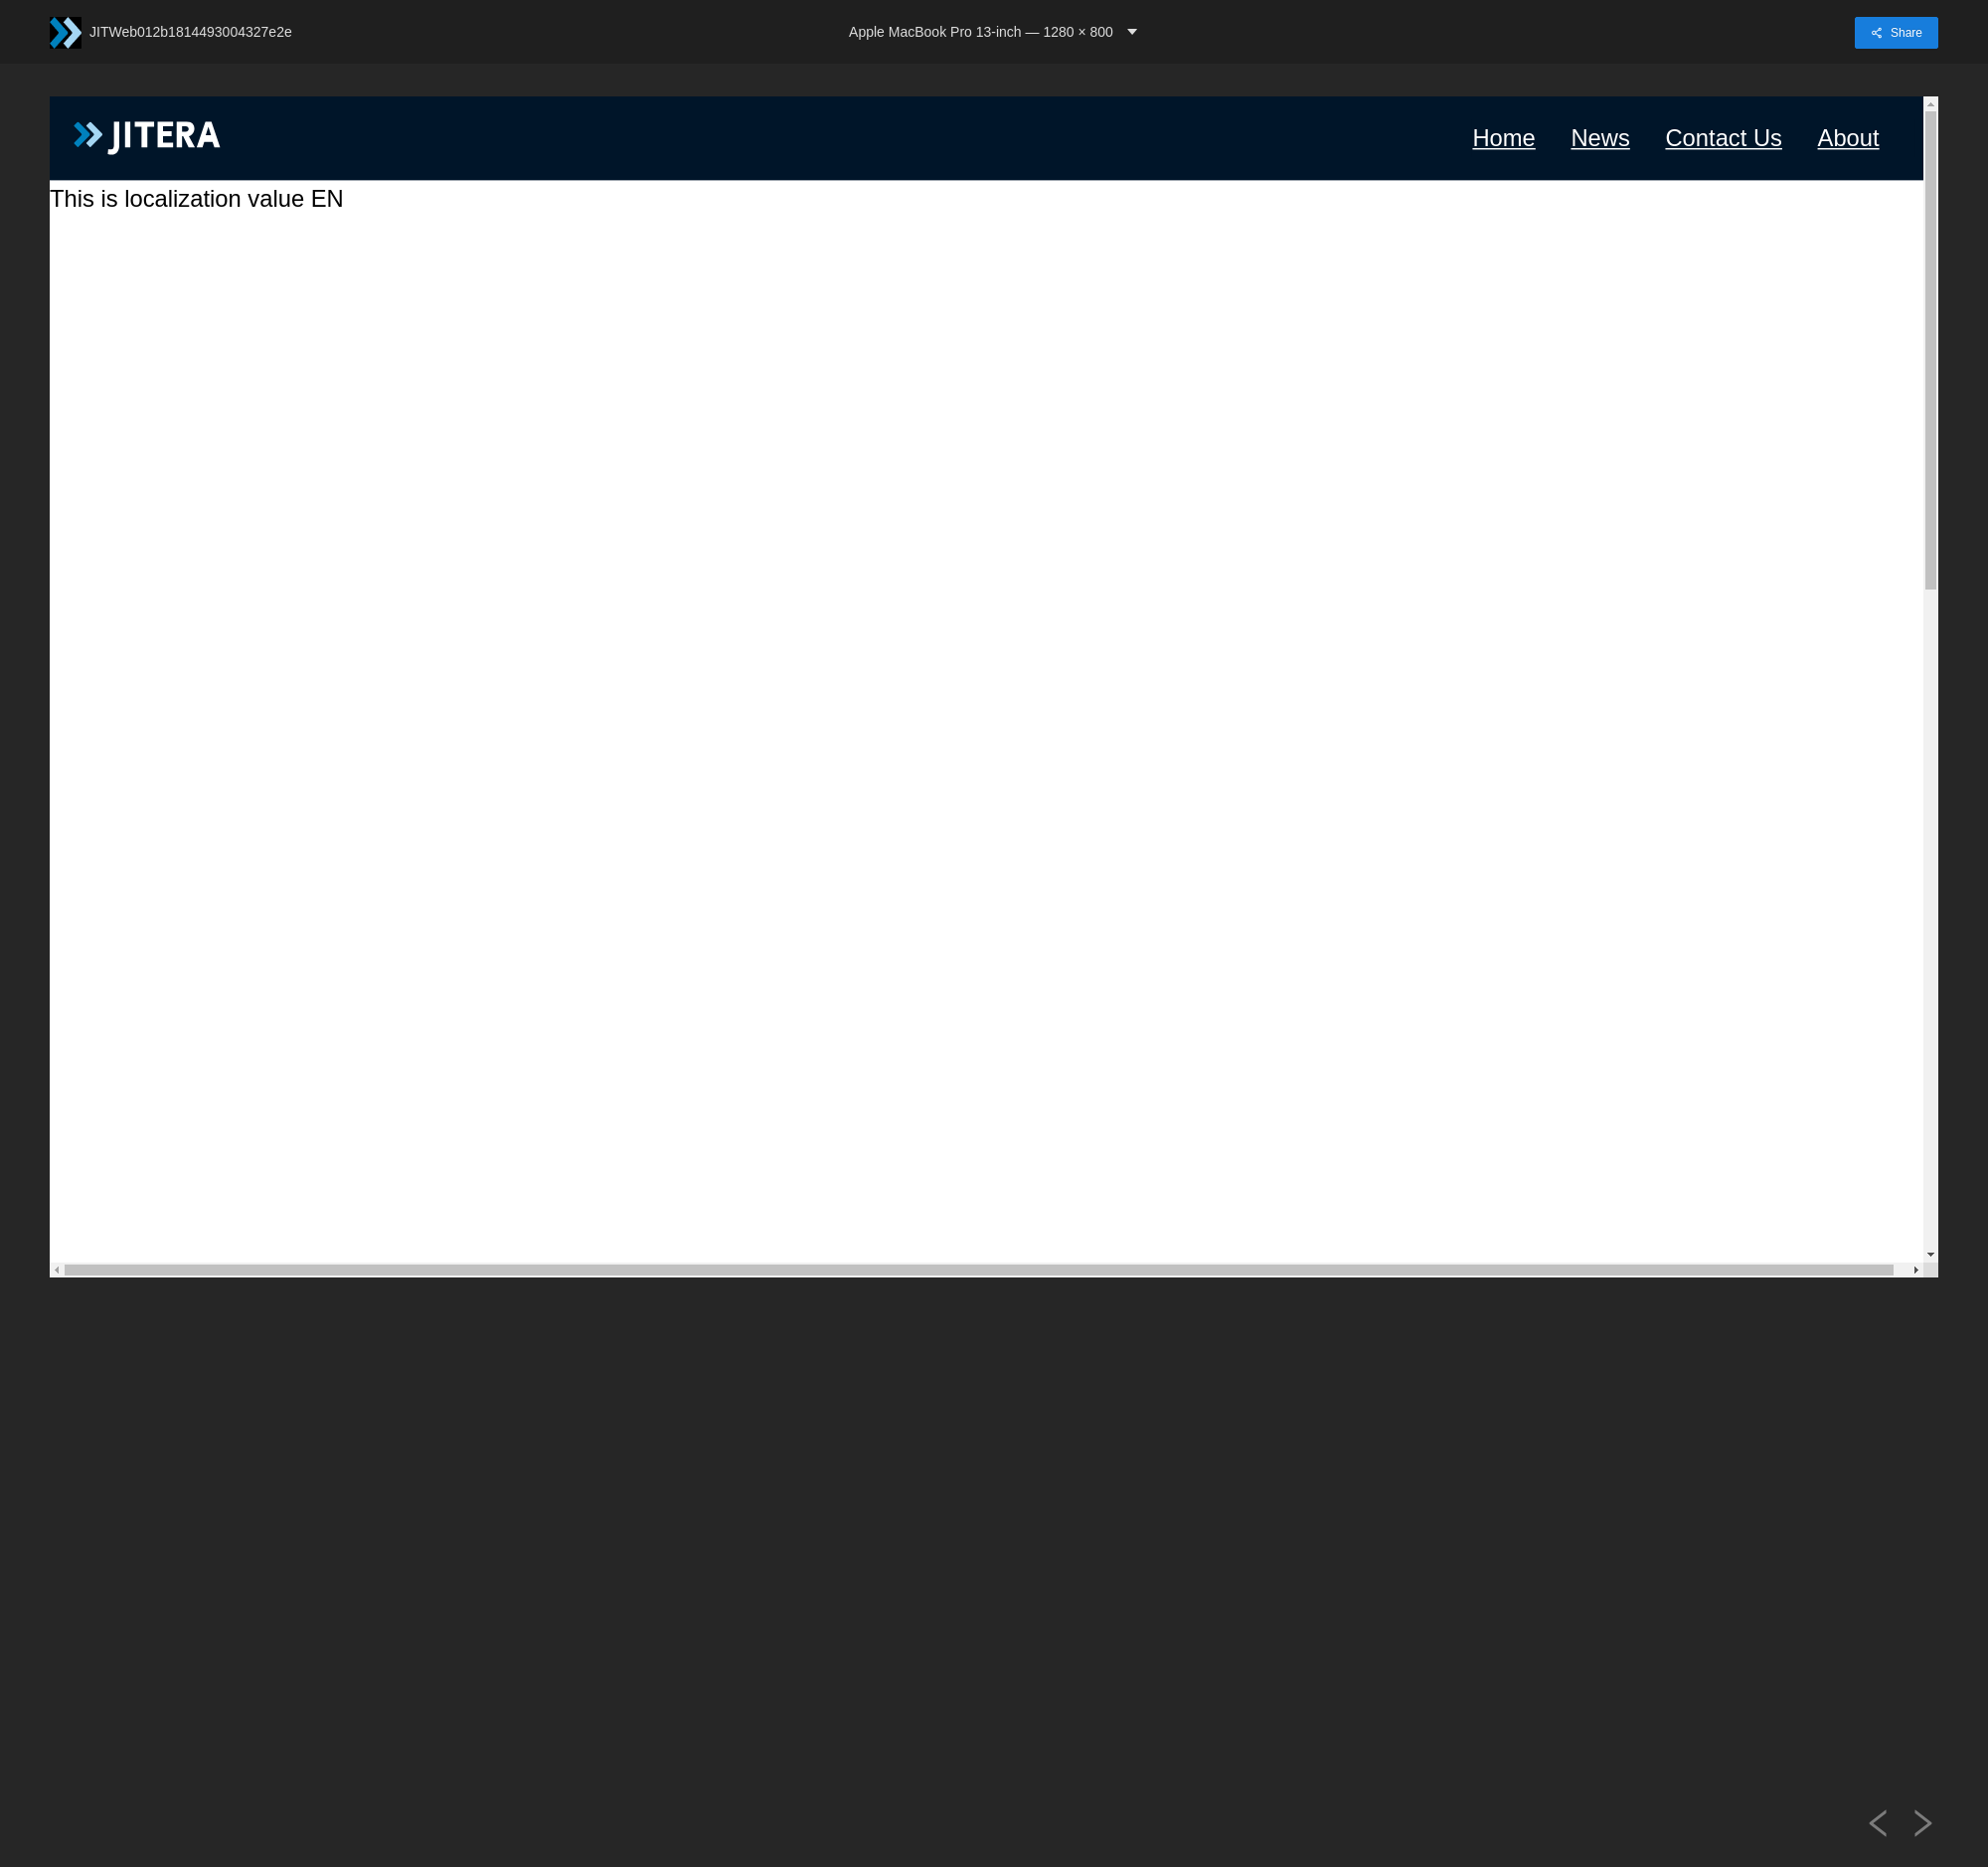 JITWeb012b1814493004327e2e
Apple MacBook Pro 13-inch — 1280 × 800
Share
JITERA
Home News Contact Us About
This is localization value EN